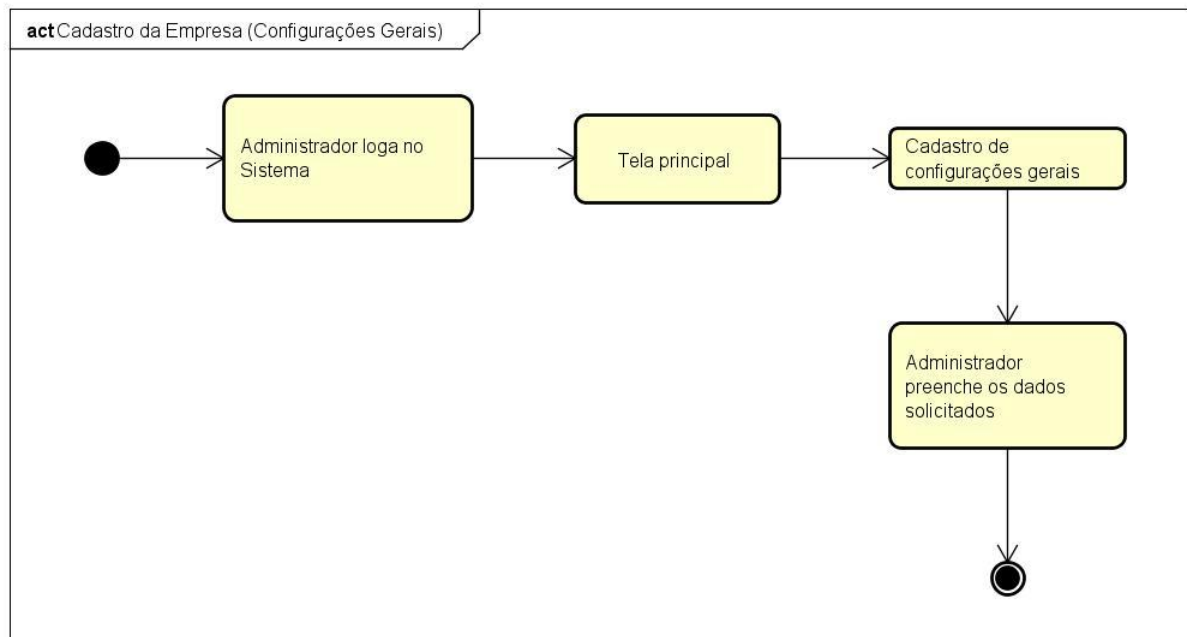 act Cadastro da Empresa (Configurações Gerais)
Administrador loga no
Sistema
Tela principal
Cadastro de
configurações gerais
Administrador
preenche os dados
solicitados